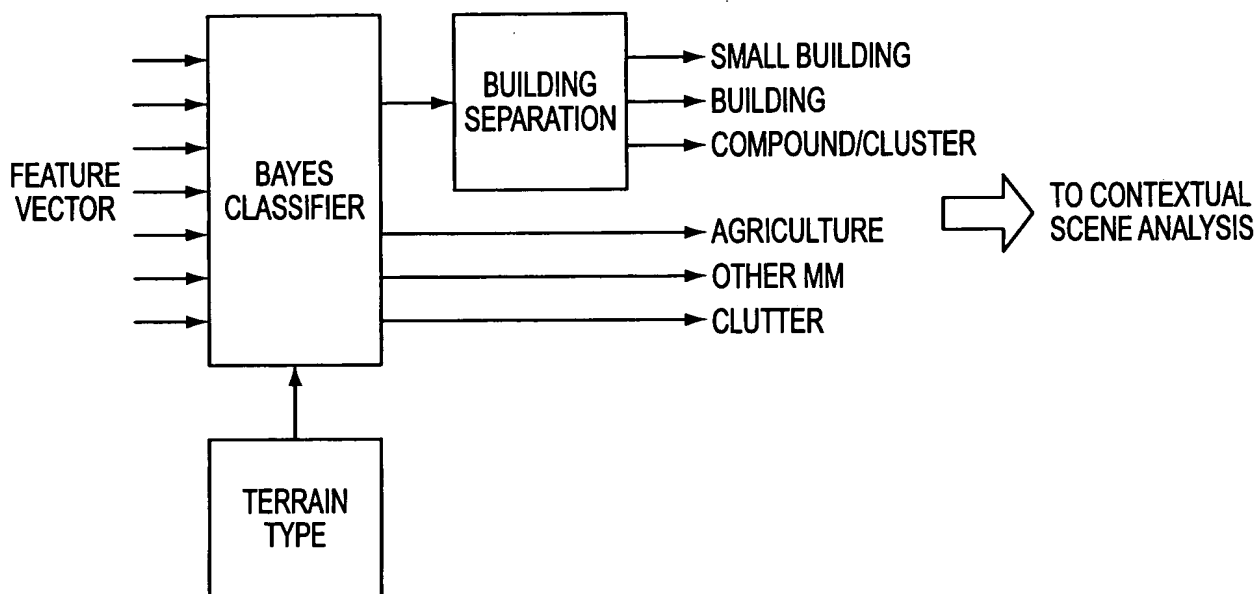 FEATURE
VECTOR
BAYES
CLASSIFIER
BUILDING
SEPARATION
SMALL BUILDING
BUILDING
COMPOUND/CLUSTER
AGRICULTURE
OTHER MM
CLUTTER
TO CONTEXTUAL
SCENE ANALYSIS
TERRAIN
TYPE